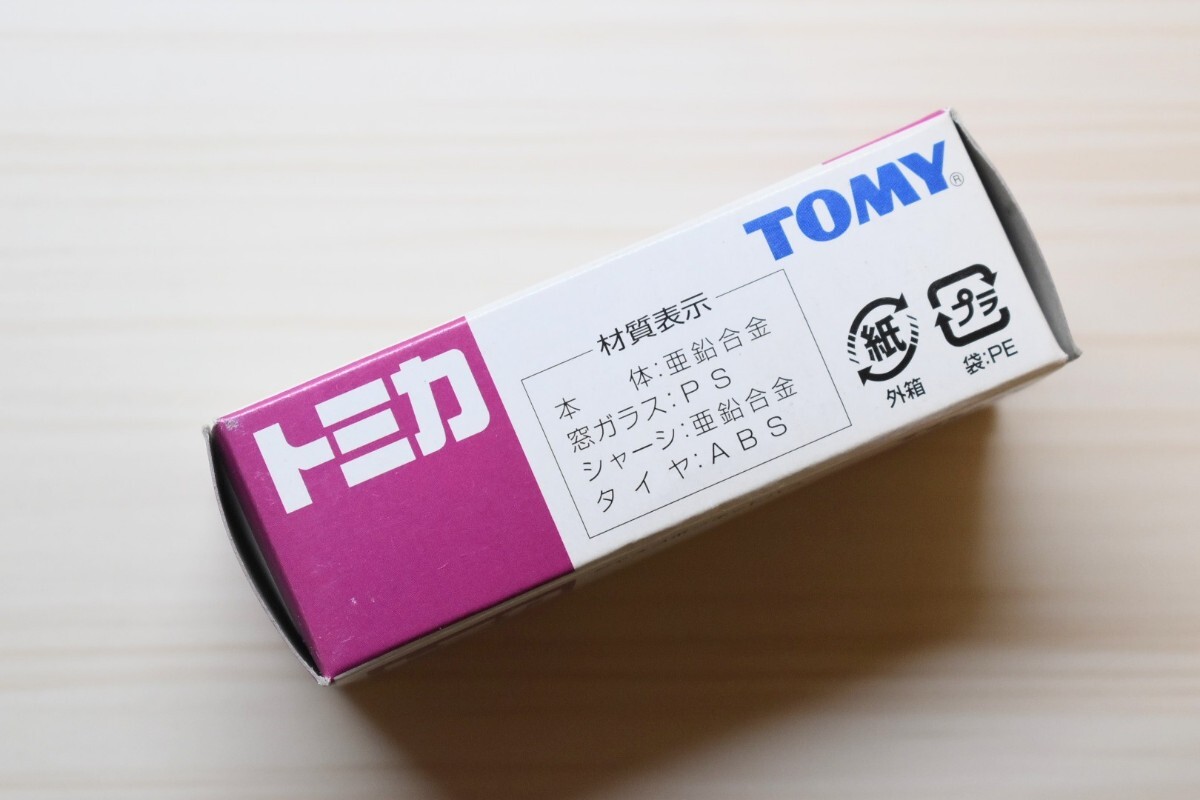 トミカ
TOMY®
材質表示
本体:亜鉛合金
窓ガラス:PS
シャーシ:亜鉛合金
タイヤ:ABS
紙
外箱
プラ
袋:PE